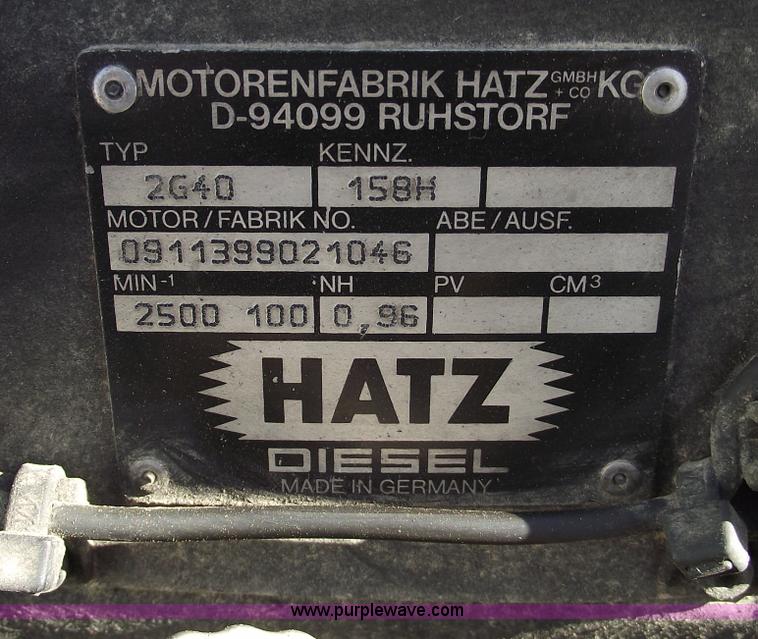 MOTORENFABRIK HATZ GMBH + CO KG
D-94099 RUHSTORF
TYP KENNZ.
2G40 158H
MOTOR / FABRIK NO. ABE / AUSF.
0911399021046
MIN-1 NH PV CM3
2500 100 0,96
HATZ
DIESEL
MADE IN GERMANY
www.purplewave.com